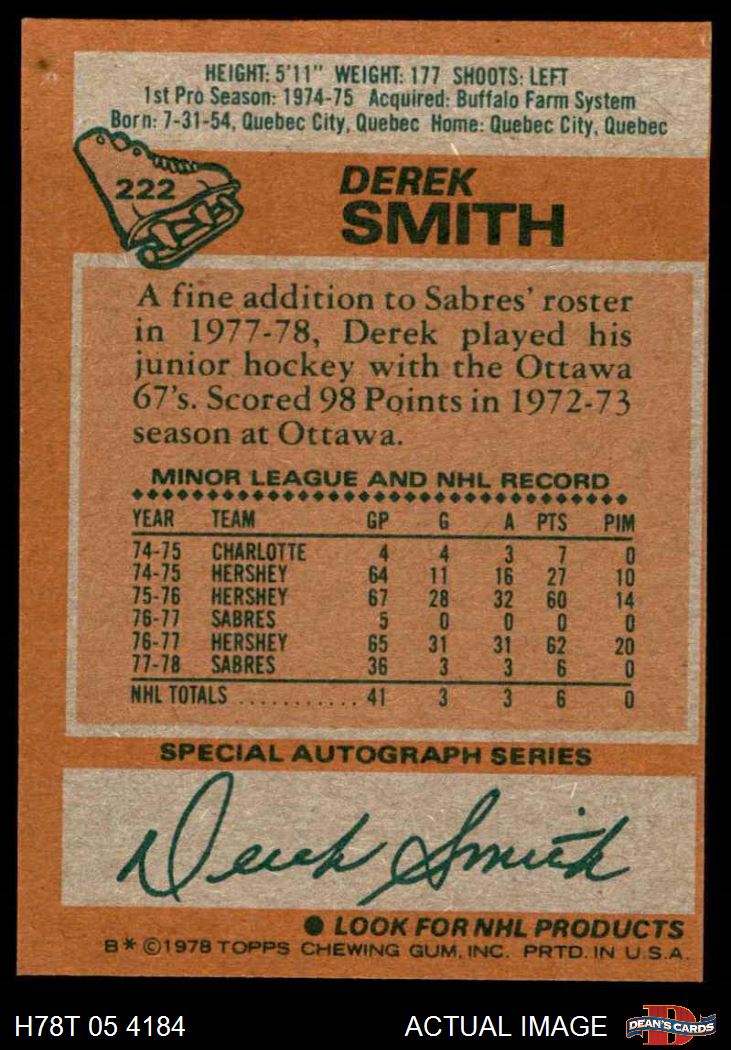 HEIGHT: 5'11" WEIGHT: 177 SHOOTS: LEFT
1st Pro Season: 1974-75 Acquired: Buffalo Farm System
Born: 7-31-54, Quebec City, Quebec Home: Quebec City, Quebec
222
DEREK
SMITH
A fine addition to Sabres' roster
in 1977-78, Derek played his
junior hockey with the Ottawa
67's. Scored 98 Points in 1972-73
season at Ottawa.
MINOR LEAGUE AND NHL RECORD
YEAR TEAM GP G A PTS PIM
74-75 CHARLOTTE 4 4 3 7 0
74-75 HERSHEY 64 11 16 27 10
75-76 HERSHEY 67 28 32 60 14
76-77 SABRES 5 0 0 0 0
76-77 HERSHEY 65 31 31 62 20
77-78 SABRES 36 3 3 6 0
NHL TOTALS ........... 41 3 3 6 0
SPECIAL AUTOGRAPH SERIES
Derek Smith
● LOOK FOR NHL PRODUCTS
B* ©1978 TOPPS CHEWING GUM, INC. PRTD. IN U.S.A.
H78T 05 4184 ACTUAL IMAGE DEAN'S CARDS